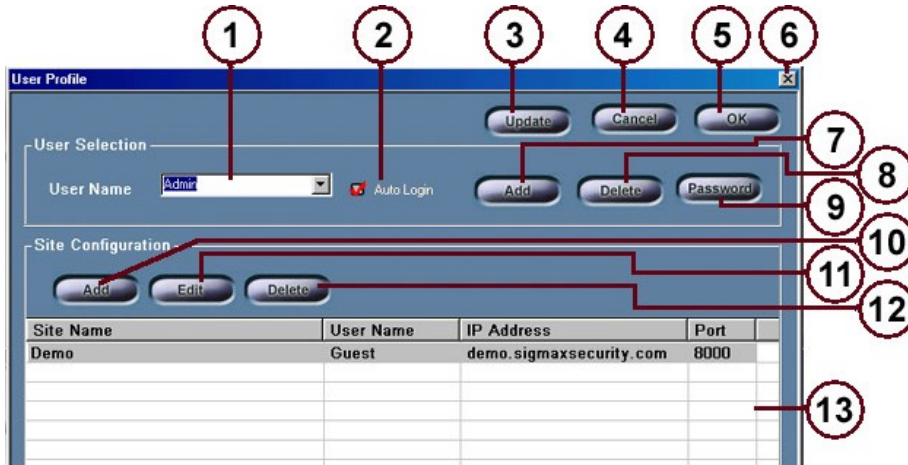 1 2 3 4 5 6
User Profile
Update Cancel OK
7
User Selection
8
User Name Admin Auto Login Add Delete Password
9
Site Configuration
10
11
Add Edit Delete
12
Site Name User Name IP Address Port
Demo Guest demo.sigmaxsecurity.com 8000
13